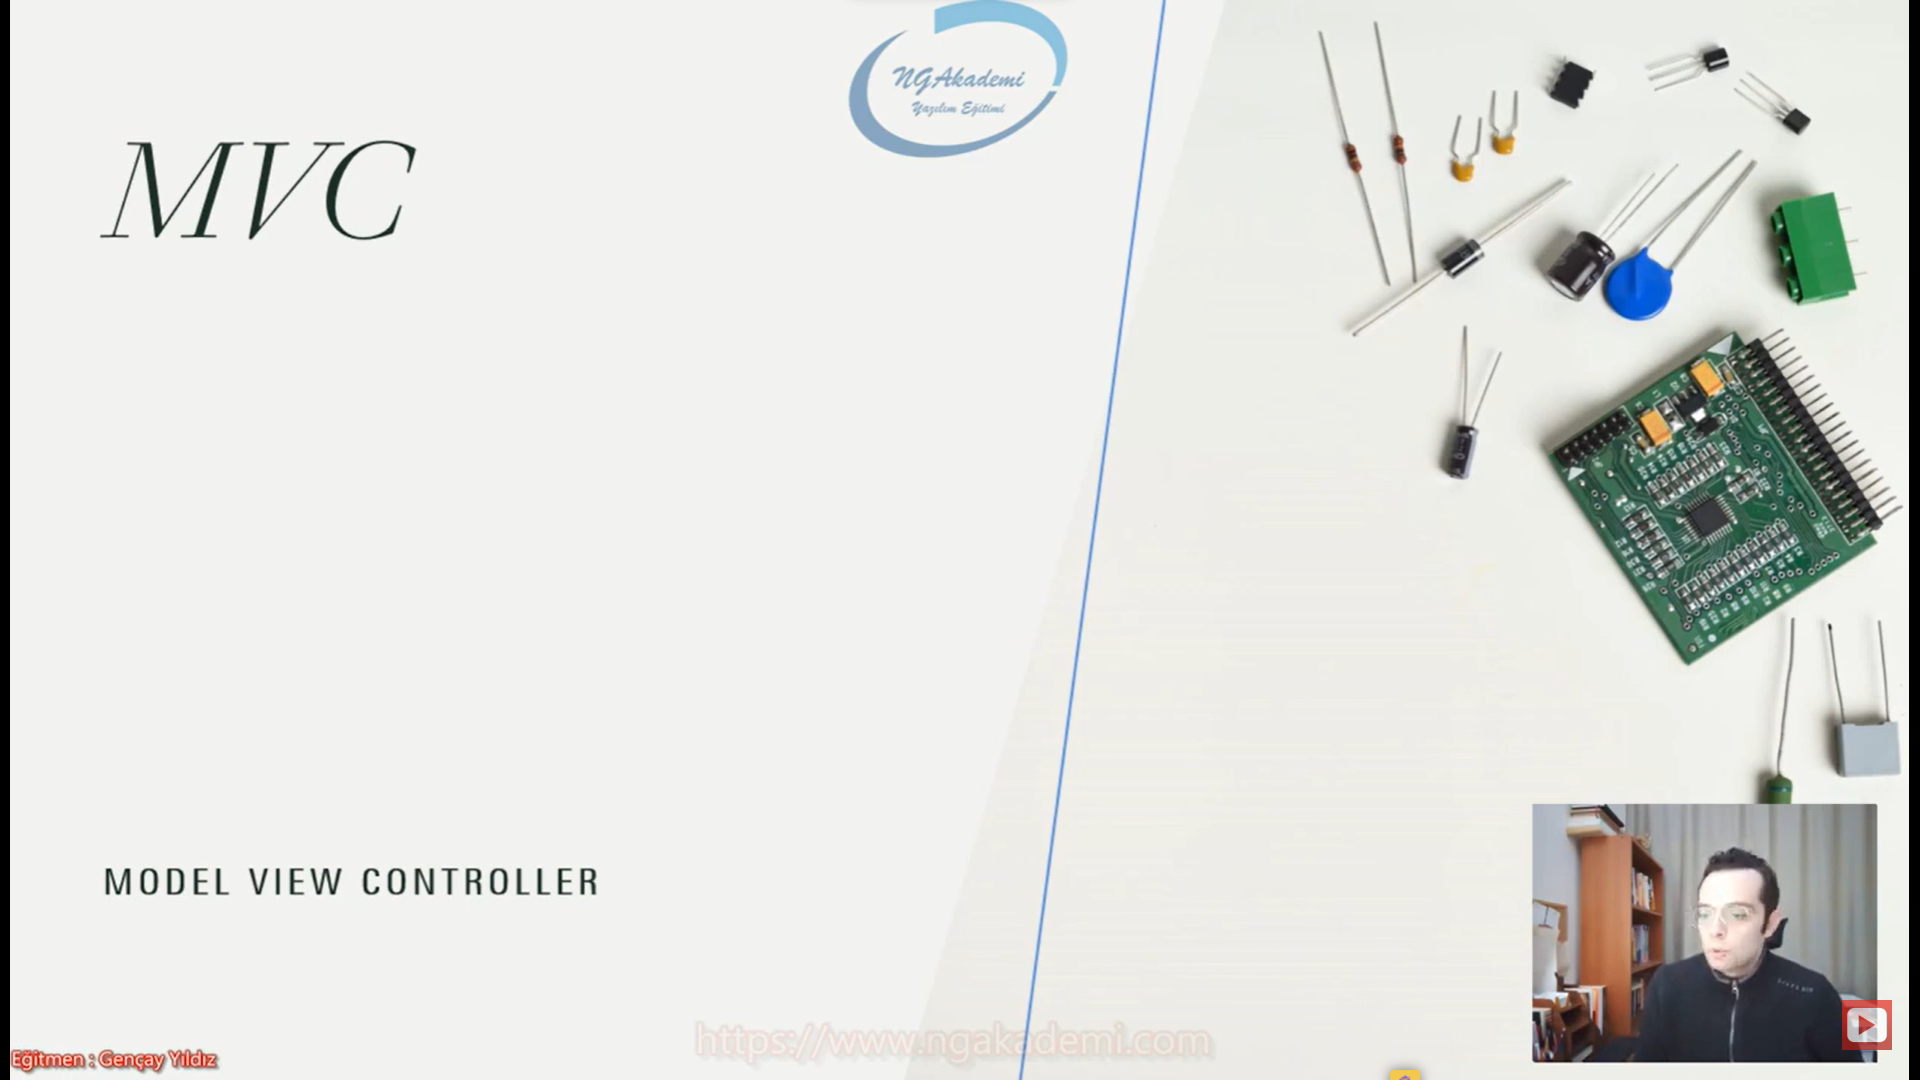 NGAkademi
Yazılım Eğitimi
MVC
MODEL VIEW CONTROLLER
https://www.ngakademi.com
Eğitmen : Gençay Yıldız